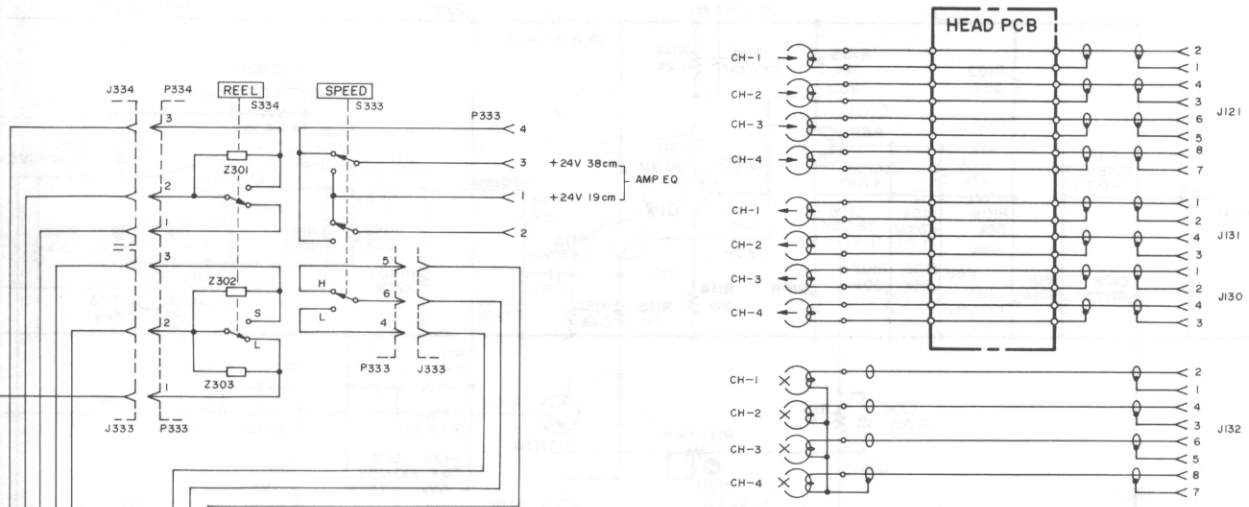 J334 P334 REEL SPEED
S334 S333
3
Z301
2
1
3
Z302
2
S
L
Z303
1
J333 P333
P333
4
3 +24V 38cm
AMP EQ
1 +24V 19cm
2
5
H
6
L
4
P333 J333
HEAD PCB
CH-1
2
1
CH-2
4
3
J121
CH-3
6
5
CH-4
8
7
CH-1
1
2
J131
CH-2
4
3
CH-3
1
2
J130
CH-4
4
3
CH-1
2
1
CH-2
4
3
J132
CH-3
6
5
CH-4
8
7